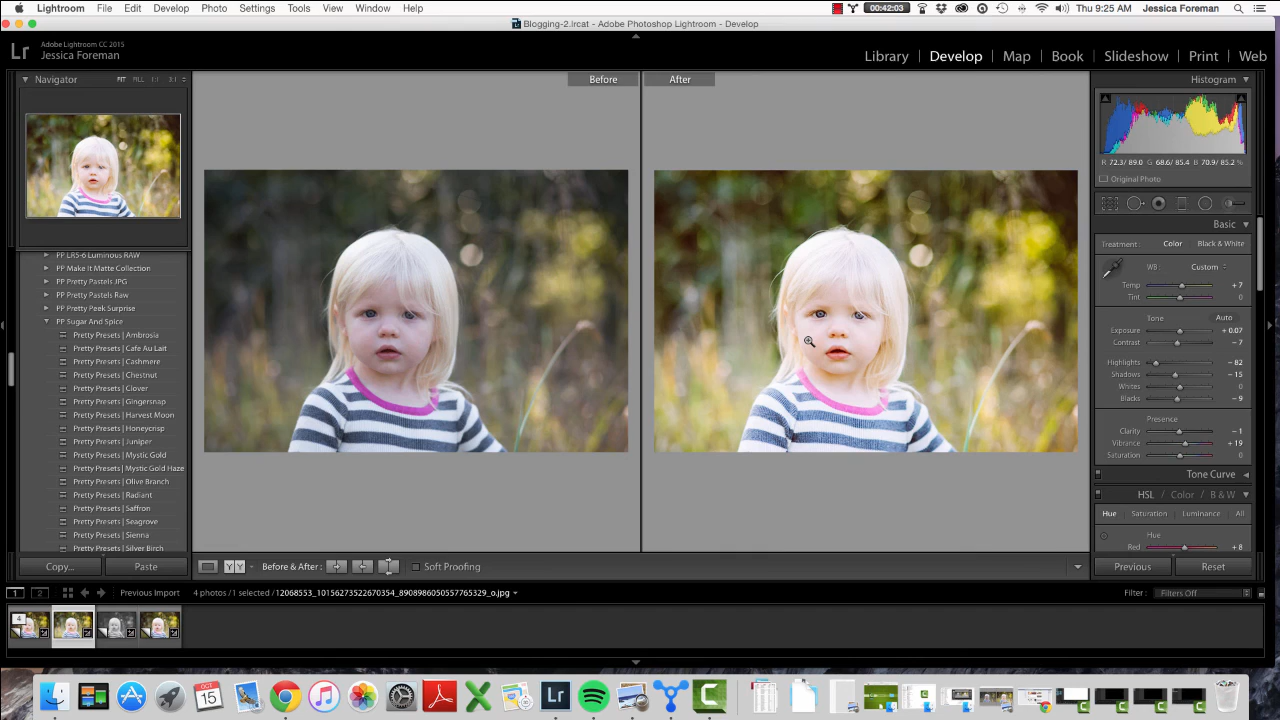 Lightroom File Edit Develop Photo Settings Tools View Window Help 00:42:03 Thu 9:25 AM Jessica Foreman
Blogging-2.lrcat - Adobe Photoshop Lightroom - Develop
Lr Adobe Lightroom CC 2015
Jessica Foreman
Library Develop Map Book Slideshow Print Web
Navigator FIT FILL 1:1 3:1
Before After
Histogram
R 72.3/ 89.0 G 68.6/ 85.4 B 70.9/ 85.2 %
Original Photo
Basic
Treatment: Color Black & White
WB: Custom
Temp + 7
Tint 0
Tone Auto
Exposure + 0.07
Contrast - 7
Highlights - 82
Shadows - 15
Whites 0
Blacks - 9
Presence
Clarity - 1
Vibrance + 19
Saturation 0
Tone Curve
HSL / Color / B & W
Hue Saturation Luminance All
Hue
Red + 8
Previous Reset
PP LR5-6 Luminous RAW
PP Make It Matte Collection
PP Pretty Pastels JPG
PP Pretty Pastels Raw
PP Pretty Peek Surprise
PP Sugar And Spice
Pretty Presets | Ambrosia
Pretty Presets | Cafe Au Lait
Pretty Presets | Cashmere
Pretty Presets | Chestnut
Pretty Presets | Clover
Pretty Presets | Gingersnap
Pretty Presets | Harvest Moon
Pretty Presets | Honeycrisp
Pretty Presets | Juniper
Pretty Presets | Mystic Gold
Pretty Presets | Mystic Gold Haze
Pretty Presets | Olive Branch
Pretty Presets | Radiant
Pretty Presets | Saffron
Pretty Presets | Seagrove
Pretty Presets | Sienna
Pretty Presets | Silver Birch
Copy... Paste
Y Y Before & After : Soft Proofing
1 2 Previous Import 4 photos / 1 selected / 12068553_10156273522670354_8908986050557765329_o.jpg
Filter : Filters Off
4
OCT
15
Lr